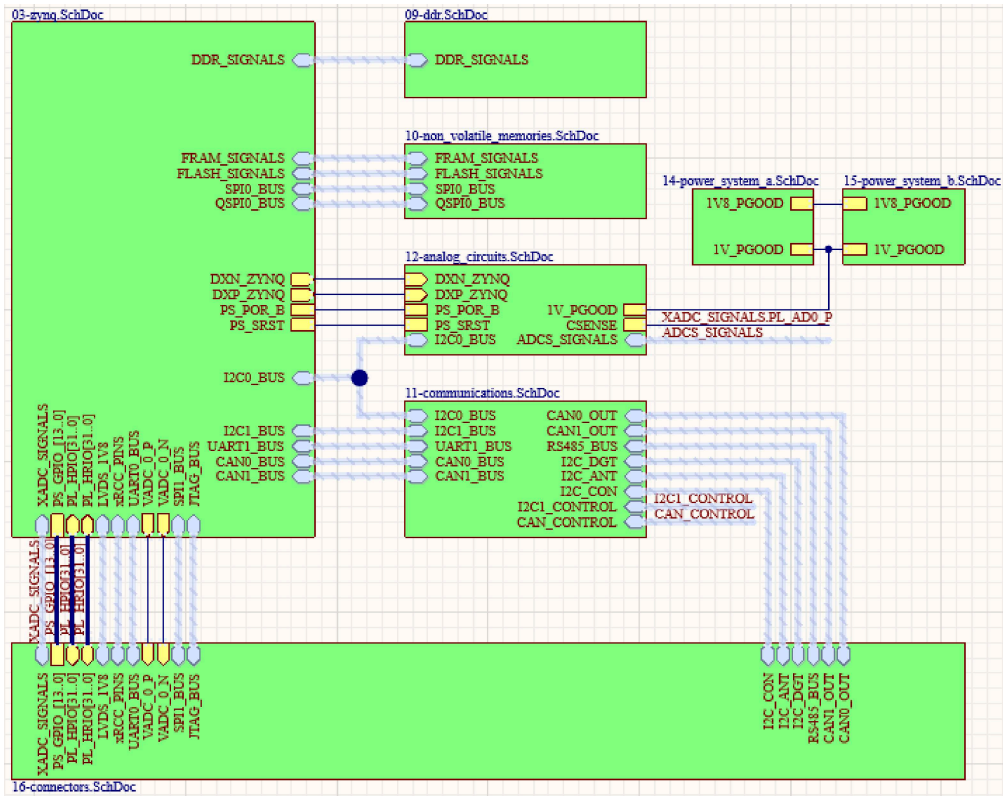 03-zynq.SchDoc
DDR_SIGNALS
FRAM_SIGNALS
FLASH_SIGNALS
SPI0_BUS
QSPI0_BUS
DXN_ZYNQ
DXP_ZYNQ
PS_POR_B
PS_SRST
I2C0_BUS
I2C1_BUS
UART1_BUS
CAN0_BUS
CAN1_BUS
XADC_SIGNALS
PS_GPIO_[13..0]
PL_HPIO[31..0]
PL_HRIO[31..0]
LVDS_1V8
xRCC_PINS
UART0_BUS
VADC_0_P
VADC_0_N
SPI1_BUS
JTAG_BUS
09-ddr.SchDoc
DDR_SIGNALS
10-non_volatile_memories.SchDoc
FRAM_SIGNALS
FLASH_SIGNALS
SPI0_BUS
QSPI0_BUS
14-power_system_a.SchDoc
1V8_PGOOD
1V_PGOOD
15-power_system_b.SchDoc
1V8_PGOOD
1V_PGOOD
12-analog_circuits.SchDoc
DXN_ZYNQ
DXP_ZYNQ
PS_POR_B
PS_SRST
I2C0_BUS
1V_PGOOD
CSENSE
ADCS_SIGNALS
XADC_SIGNALS.PL_AD0_P
ADCS_SIGNALS
11-communications.SchDoc
I2C0_BUS
I2C1_BUS
UART1_BUS
CAN0_BUS
CAN1_BUS
CAN0_OUT
CAN1_OUT
RS485_BUS
I2C_DGT
I2C_ANT
I2C_CON
I2C1_CONTROL
CAN_CONTROL
I2C1_CONTROL
CAN_CONTROL
XADC_SIGNALS
PS_GPIO_[13..0]
PL_HPIO[31..0]
PL_HRIO[31..0]
XADC_SIGNALS
PS_GPIO_[13..0]
PL_HPIO[31..0]
PL_HRIO[31..0]
LVDS_1V8
xRCC_PINS
UART0_BUS
VADC_0_P
VADC_0_N
SPI1_BUS
JTAG_BUS
I2C_CON
I2C_ANT
I2C_DGT
RS485_BUS
CAN1_OUT
CAN0_OUT
16-connectors.SchDoc